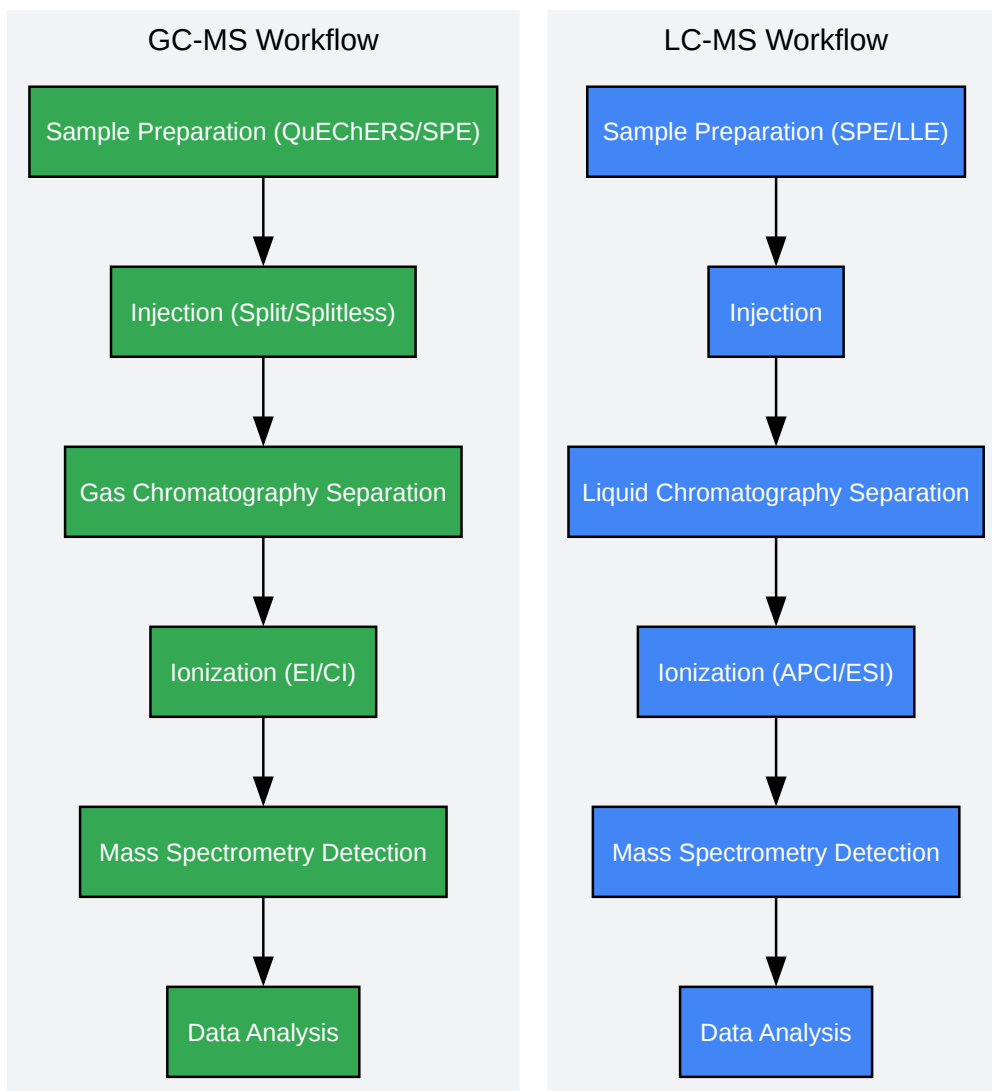 GC-MS Workflow
Sample Preparation (QuEChERS/SPE)
Injection (Split/Splitless)
Gas Chromatography Separation
Ionization (EI/CI)
Mass Spectrometry Detection
Data Analysis
LC-MS Workflow
Sample Preparation (SPE/LLE)
Injection
Liquid Chromatography Separation
Ionization (APCI/ESI)
Mass Spectrometry Detection
Data Analysis